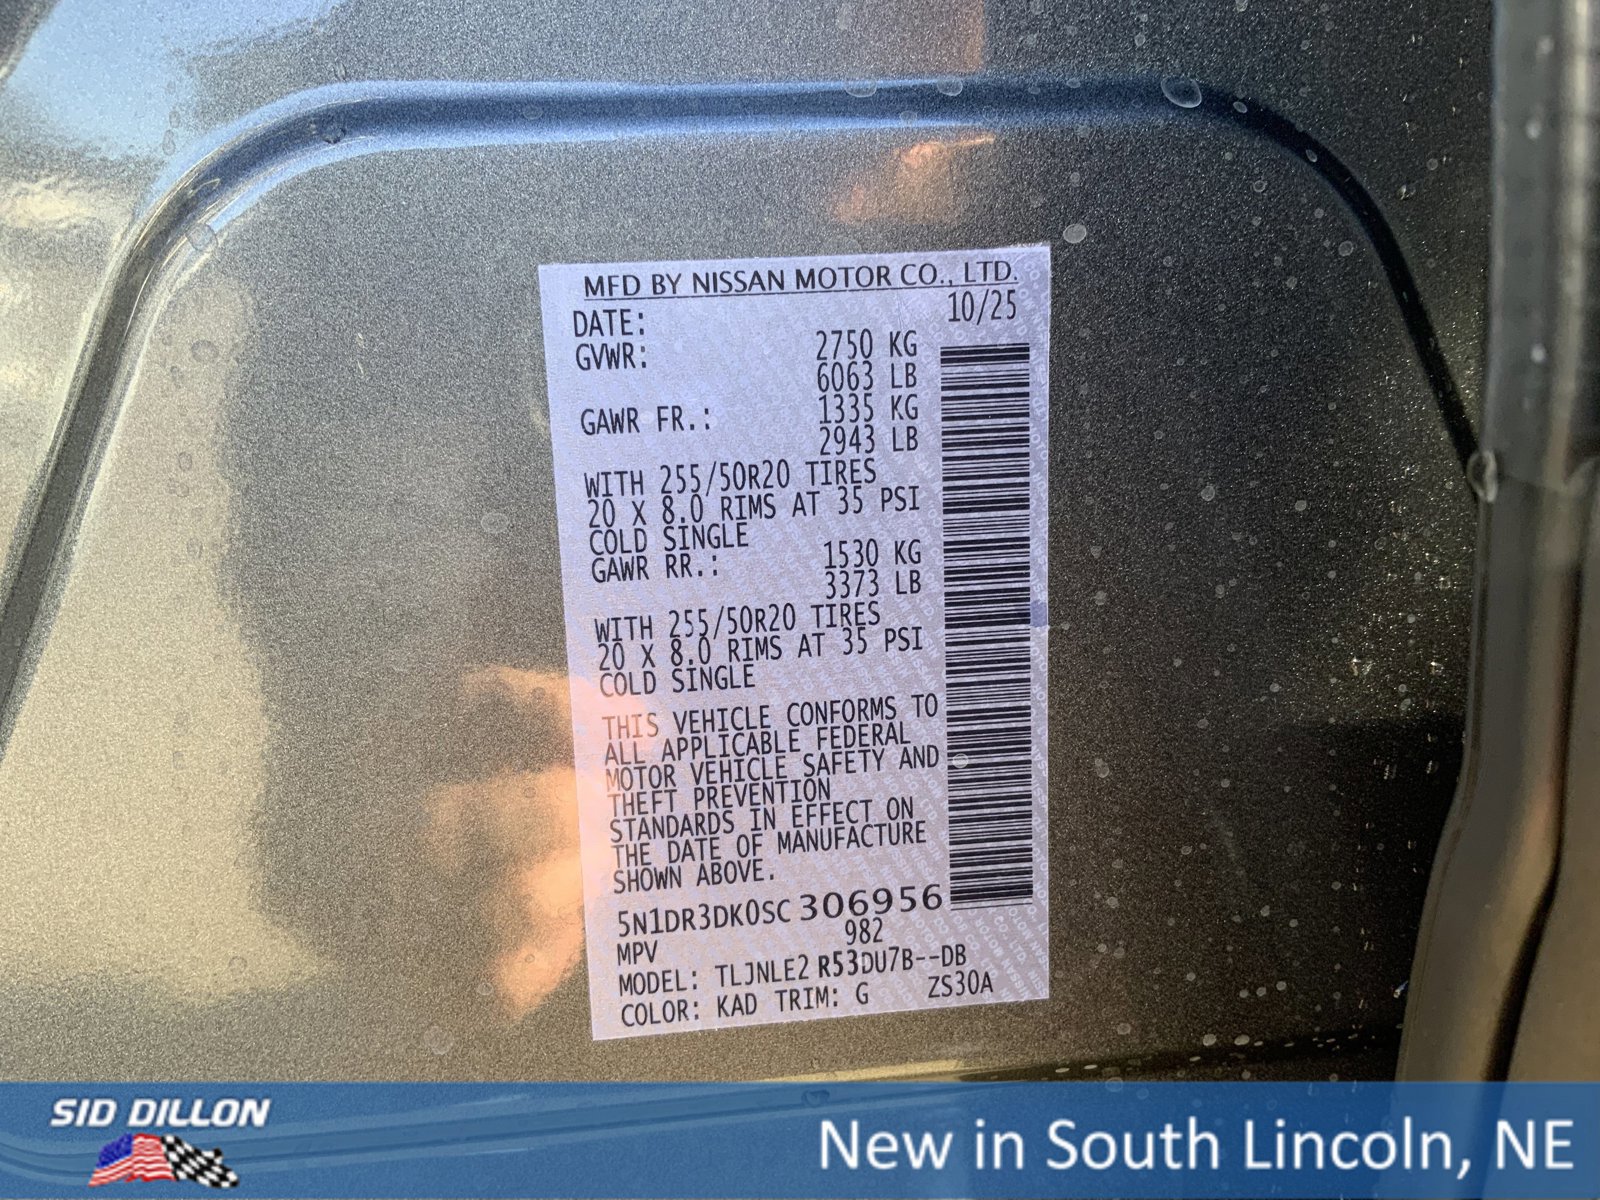 MFD BY NISSAN MOTOR CO., LTD.
DATE: 10/25
GVWR: 2750 KG
6063 LB
GAWR FR.: 1335 KG
2943 LB
WITH 255/50R20 TIRES
20 X 8.0 RIMS AT 35 PSI
COLD SINGLE
GAWR RR.: 1530 KG
3373 LB
WITH 255/50R20 TIRES
20 X 8.0 RIMS AT 35 PSI
COLD SINGLE
THIS VEHICLE CONFORMS TO
ALL APPLICABLE FEDERAL
MOTOR VEHICLE SAFETY AND
THEFT PREVENTION
STANDARDS IN EFFECT ON
THE DATE OF MANUFACTURE
SHOWN ABOVE.
5N1DR3DK0SC306956
MPV 982
MODEL: TLJNLE2 R53DU7B--DB
COLOR: KAD TRIM: G ZS30A
SID DILLON
New in South Lincoln, NE